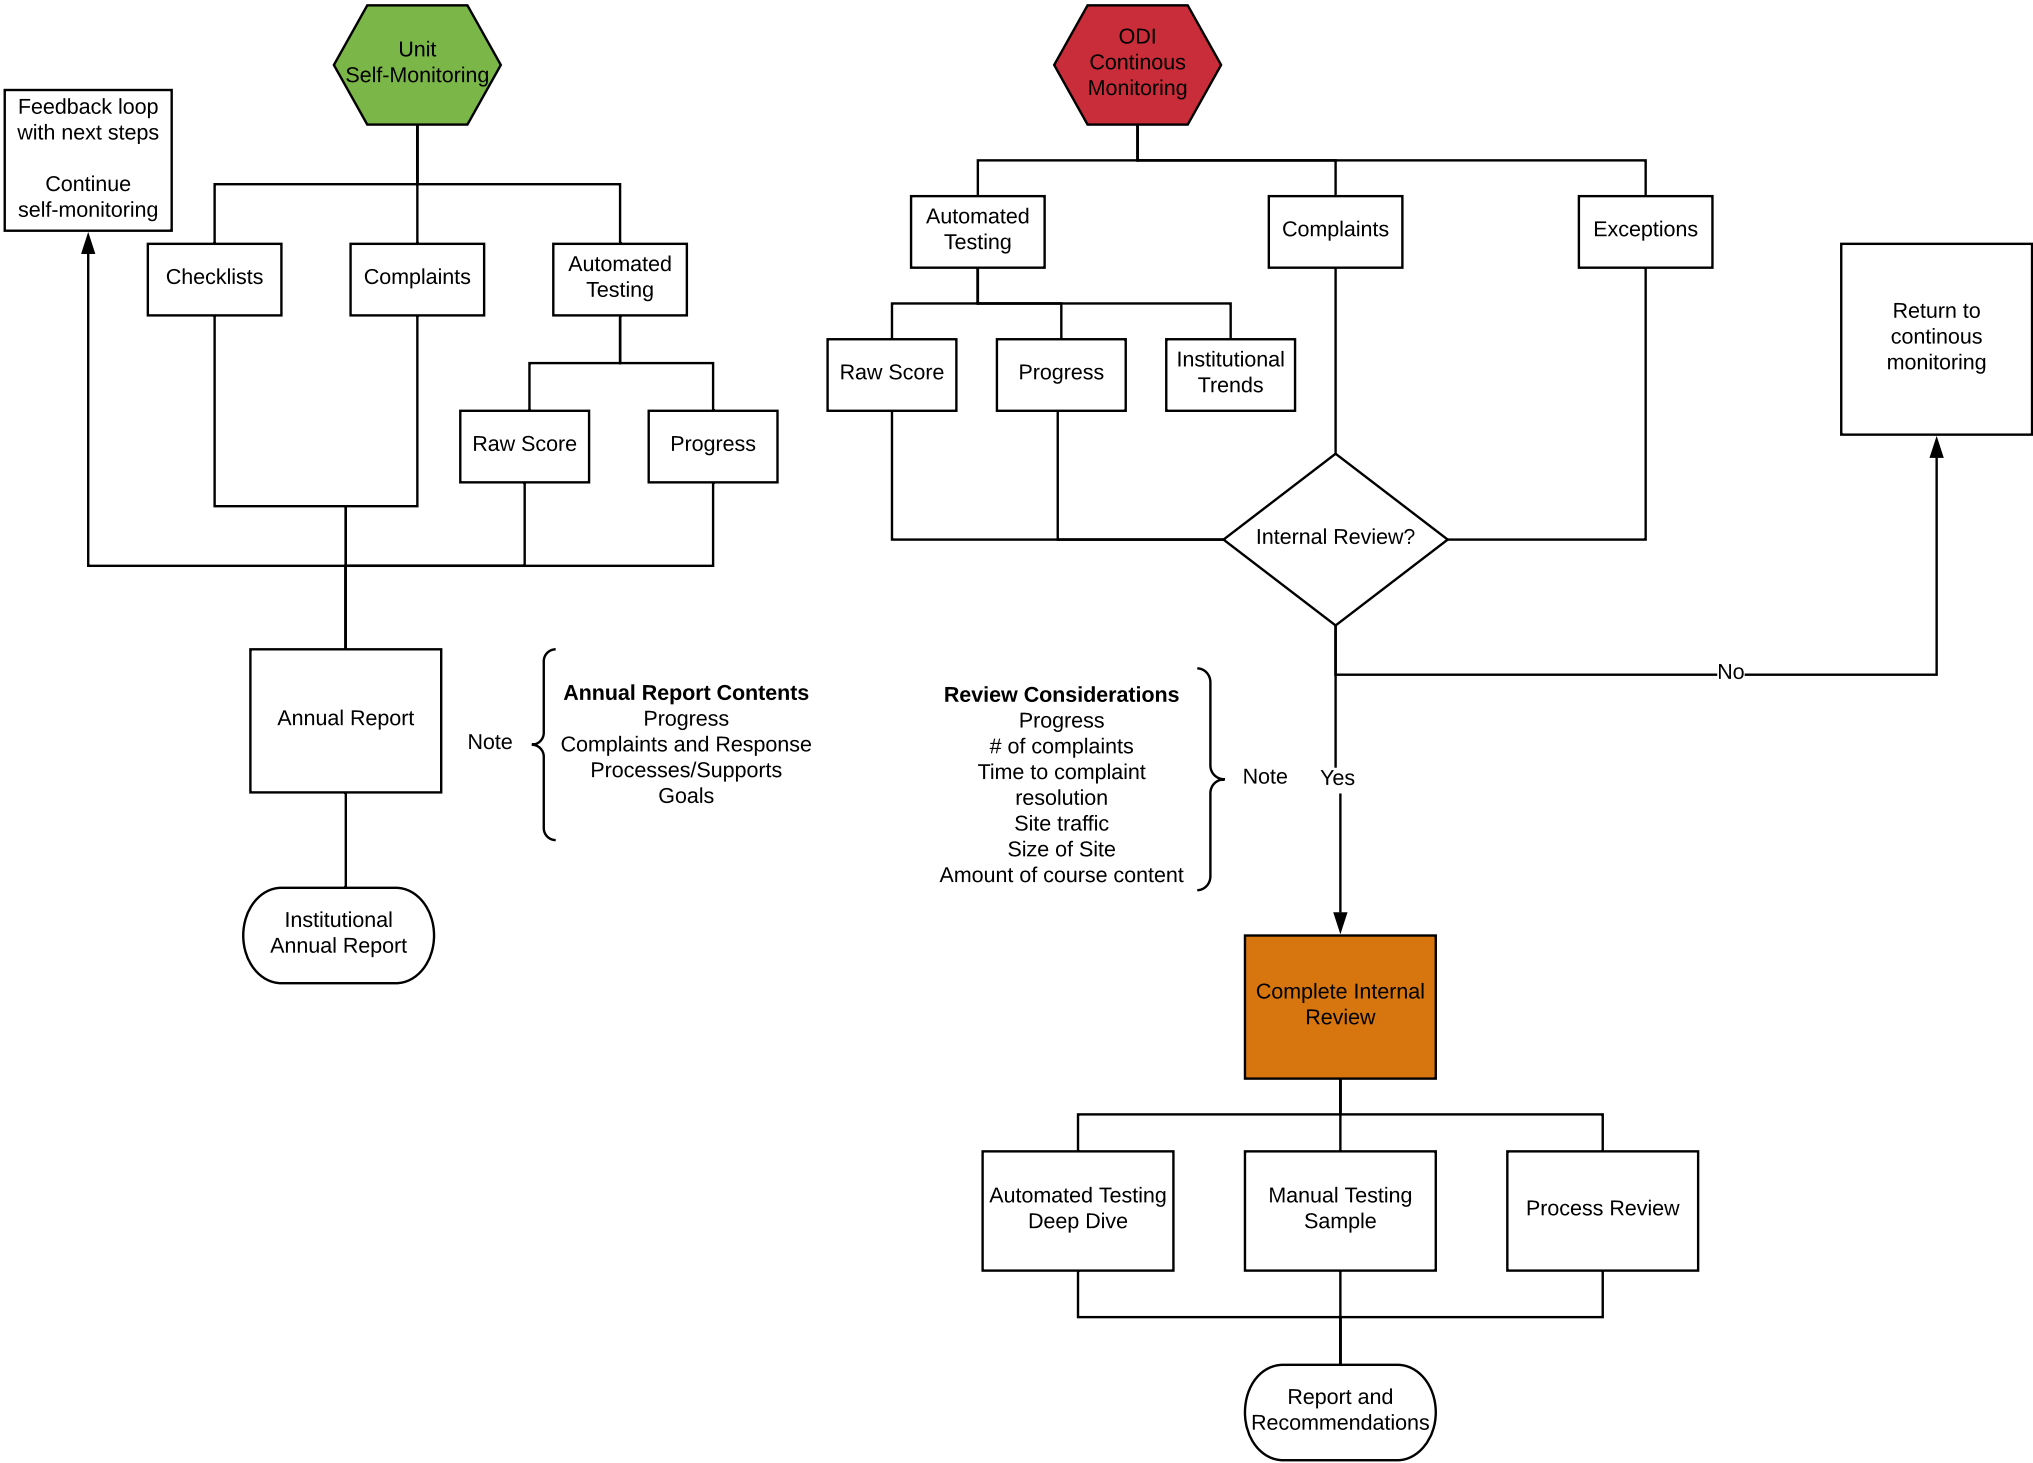 Unit
Self-Monitoring
Feedback loop
with next steps
Continue
self-monitoring
Checklists
Complaints
Automated
Testing
Raw Score
Progress
Annual Report
Note
Annual Report Contents
Progress
Complaints and Response
Processes/Supports
Goals
Institutional
Annual Report
ODI
Continous
Monitoring
Automated
Testing
Complaints
Exceptions
Raw Score
Progress
Institutional
Trends
Return to
continous
monitoring
Internal Review?
No
Review Considerations
Progress
# of complaints
Time to complaint
resolution
Site traffic
Size of Site
Amount of course content
Note
Yes
Complete Internal
Review
Automated Testing
Deep Dive
Manual Testing
Sample
Process Review
Report and
Recommendations